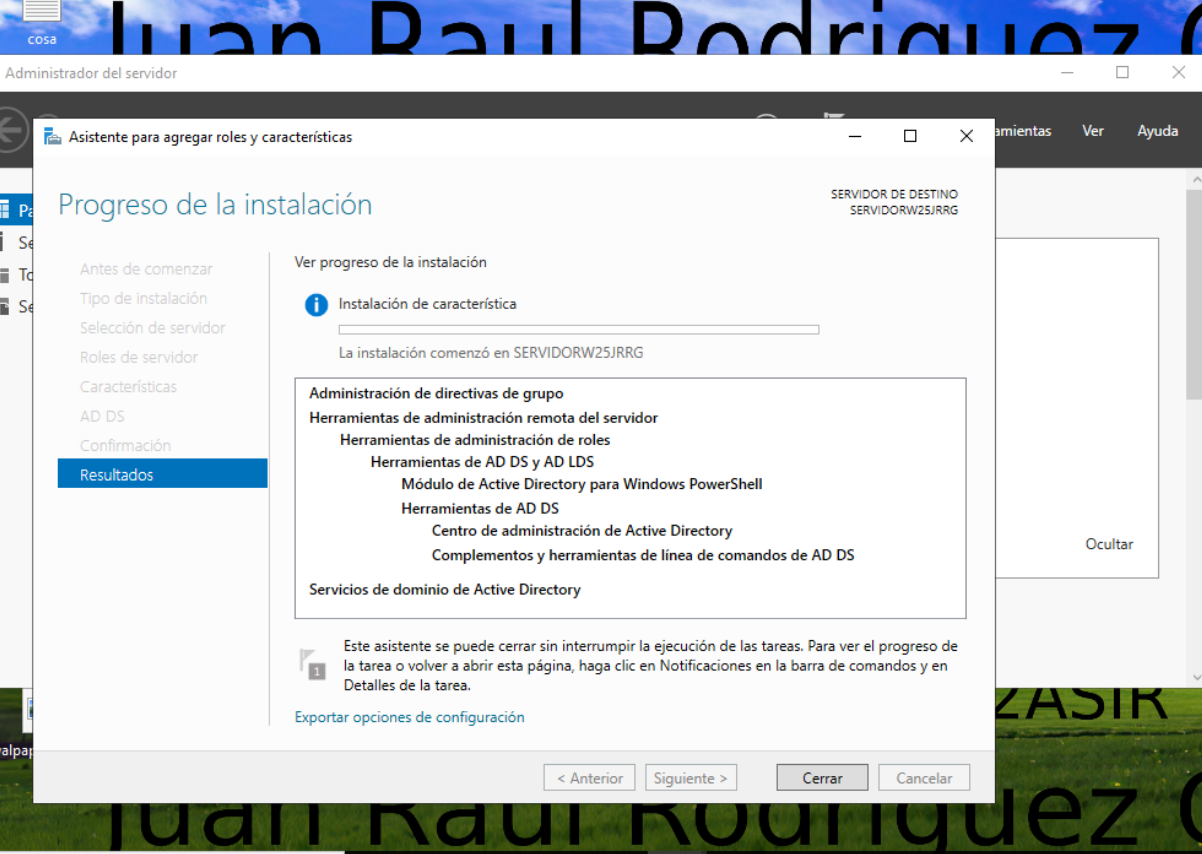 cosa
Juan Raul Rodriguez
Administrador del servidor
Ver
Ayuda
Asistente para agregar roles y características
Progreso de la instalación
SERVIDOR DE DESTINO
SERVIDORW25JRRG
Antes de comenzar
Tipo de instalación
Selección de servidor
Roles de servidor
Características
AD DS
Confirmación
Resultados
Ver progreso de la instalación
Instalación de característica
La instalación comenzó en SERVIDORW25JRRG
Administración de directivas de grupo
Herramientas de administración remota del servidor
Herramientas de administración de roles
Herramientas de AD DS y AD LDS
Módulo de Active Directory para Windows PowerShell
Herramientas de AD DS
Centro de administración de Active Directory
Complementos y herramientas de línea de comandos de AD DS
Servicios de dominio de Active Directory
Ocultar
1
Este asistente se puede cerrar sin interrumpir la ejecución de las tareas. Para ver el progreso de
la tarea o volver a abrir esta página, haga clic en Notificaciones en la barra de comandos y en
Detalles de la tarea.
Exportar opciones de configuración
2ASIR
< Anterior
Siguiente >
Cerrar
Cancelar
Juan Raul Rodriguez